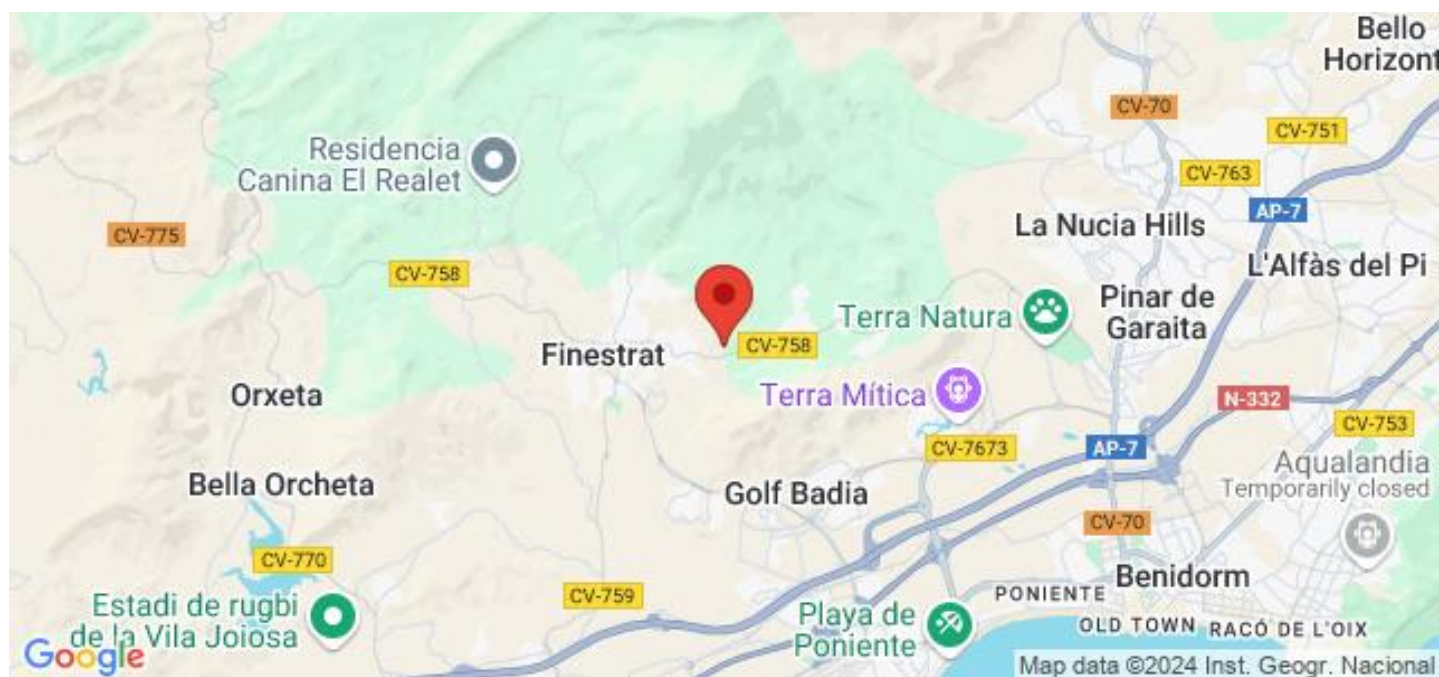 Bello
Horizont
CV-70
CV-751
Residencia
Canina El Realet
CV-763
AP-7
La Nucia Hills
CV-775
L'Alfàs del Pi
CV-758
Pinar de
Garaita
Terra Natura
CV-758
Finestrat
Orxeta
Terra Mítica
N-332
CV-753
CV-7673
AP-7
Aqualandia
Temporarily closed
Bella Orcheta
Golf Badia
CV-70
CV-770
Benidorm
CV-759
PONIENTE
Estadi de rugbi
de la Vila Joiosa
Playa de
Poniente
OLD TOWN
RACÓ DE L'OIX
Google
Map data ©2024 Inst. Geogr. Nacional